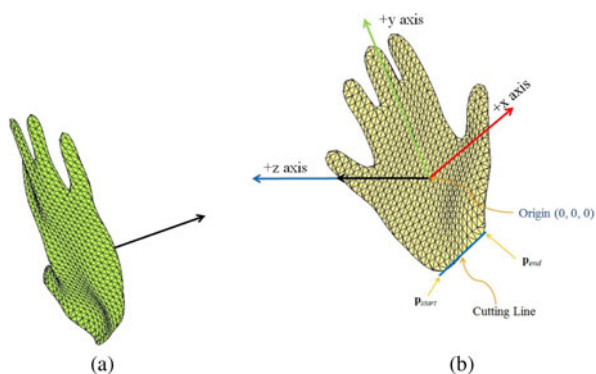 +y axis
+x axis
+z axis
Origin (0, 0, 0)
p_end
p_START
Cutting Line
(a)
(b)